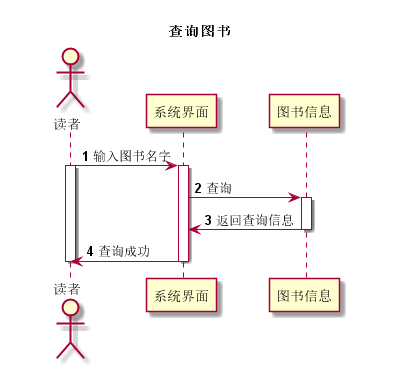 查询图书
读者
系统界面
图书信息
1 输入图书名字
2 查询
3 返回查询信息
4 查询成功
读者
系统界面
图书信息